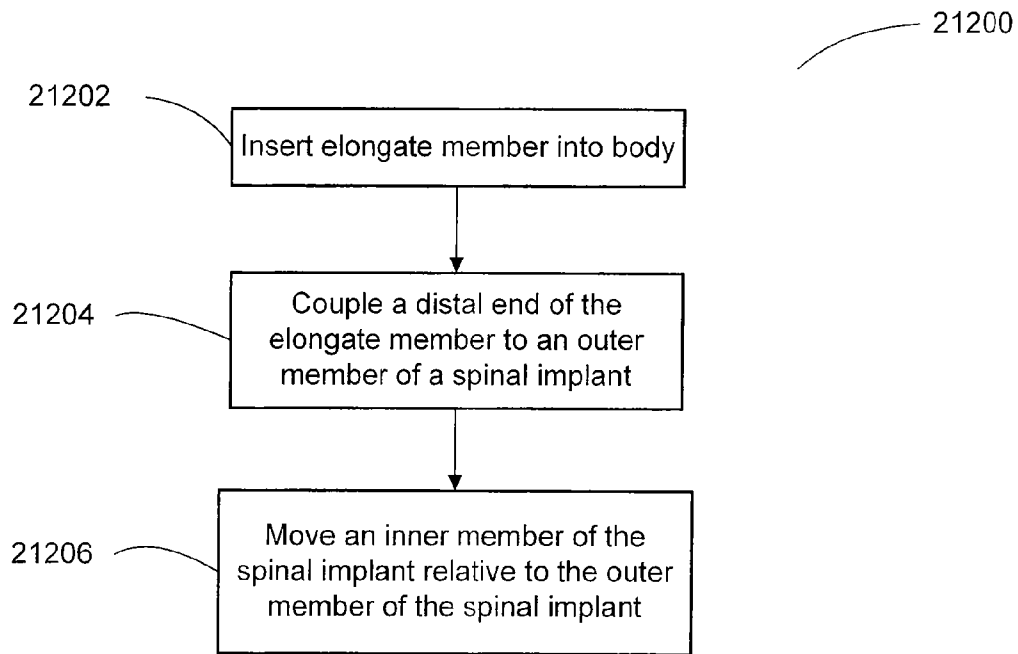 21200
21202
Insert elongate member into body
21204
Couple a distal end of the
elongate member to an outer
member of a spinal implant
21206
Move an inner member of the
spinal implant relative to the outer
member of the spinal implant